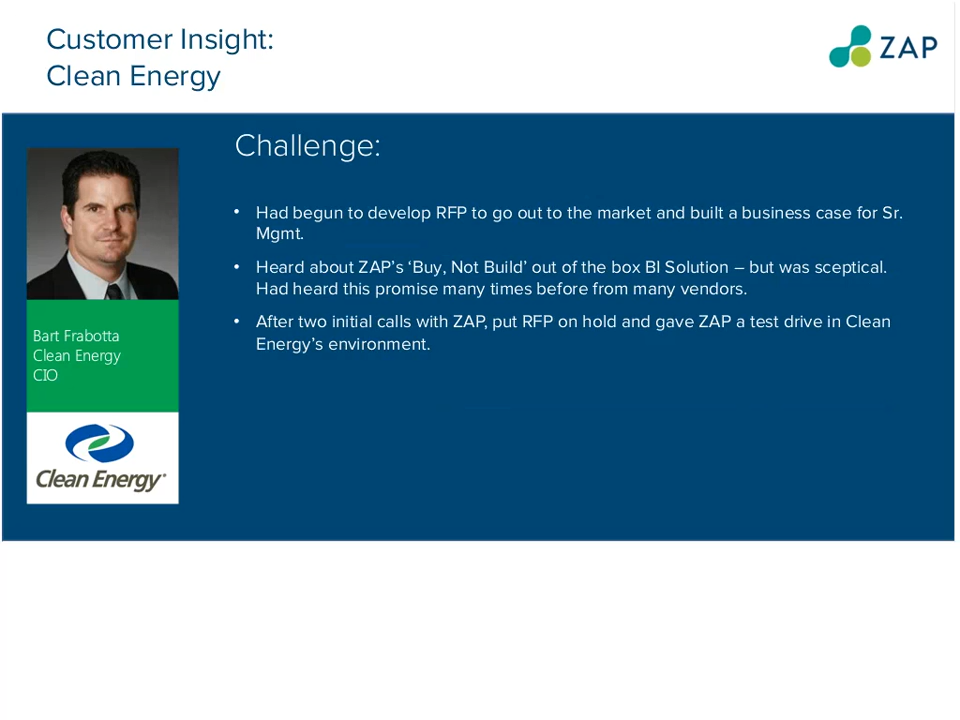 Customer Insight:
Clean Energy
ZAP
Challenge:
• Had begun to develop RFP to go out to the market and built a business case for Sr.
Mgmt.
• Heard about ZAP’s ‘Buy, Not Build’ out of the box BI Solution – but was sceptical.
Had heard this promise many times before from many vendors.
• After two initial calls with ZAP, put RFP on hold and gave ZAP a test drive in Clean
Energy’s environment.
Bart Frabotta
Clean Energy
CIO
Clean Energy